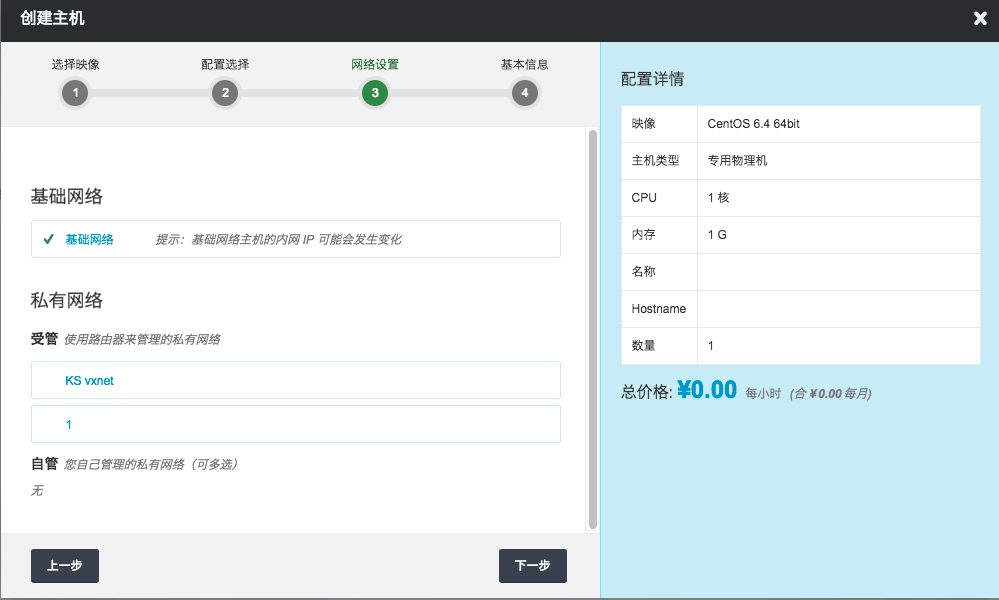 创建主机
选择映像 配置选择 网络设置 基本信息
1 2 3 4
基础网络
基础网络 提示：基础网络主机的内网 IP 可能会发生变化
私有网络
受管 使用路由器来管理的私有网络
KS vxnet
1
自管 您自己管理的私有网络（可多选）
无
上一步 下一步
配置详情
映像 CentOS 6.4 64bit
主机类型 专用物理机
CPU 1 核
内存 1 G
名称
Hostname
数量 1
总价格: ¥0.00 每小时 (合 ¥0.00 每月)